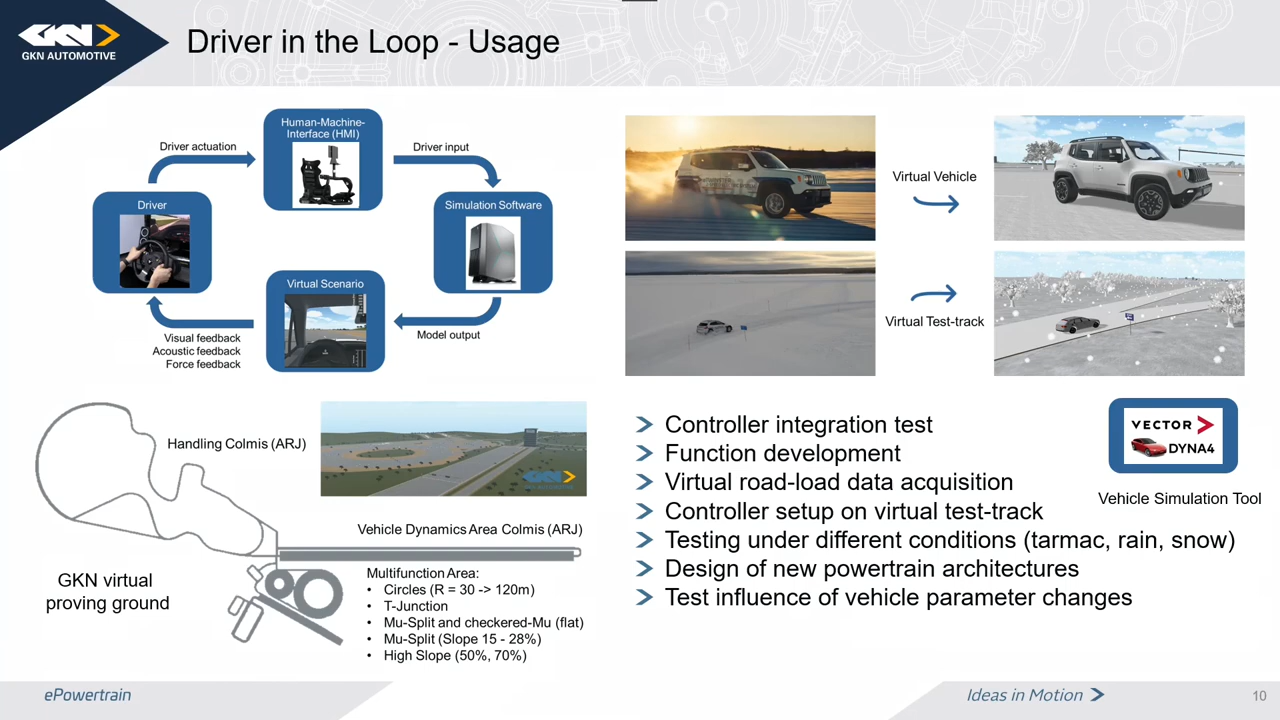 GKN
GKN AUTOMOTIVE
Driver in the Loop - Usage
Human-Machine-
Interface (HMI)
Driver actuation
Driver input
Driver
Simulation Software
Virtual Scenario
Visual feedback
Acoustic feedback
Force feedback
Model output
Virtual Vehicle
Virtual Test-track
Handling Colmis (ARJ)
GKN
Vehicle Dynamics Area Colmis (ARJ)
GKN virtual
proving ground
Multifunction Area:
• Circles (R = 30 -> 120m)
• T-Junction
• Mu-Split and checkered-Mu (flat)
• Mu-Split (Slope 15 - 28%)
• High Slope (50%, 70%)
Controller integration test
Function development
Virtual road-load data acquisition
Controller setup on virtual test-track
Testing under different conditions (tarmac, rain, snow)
Design of new powertrain architectures
Test influence of vehicle parameter changes
VECTOR
DYNA4
Vehicle Simulation Tool
ePowertrain
Ideas in Motion
10